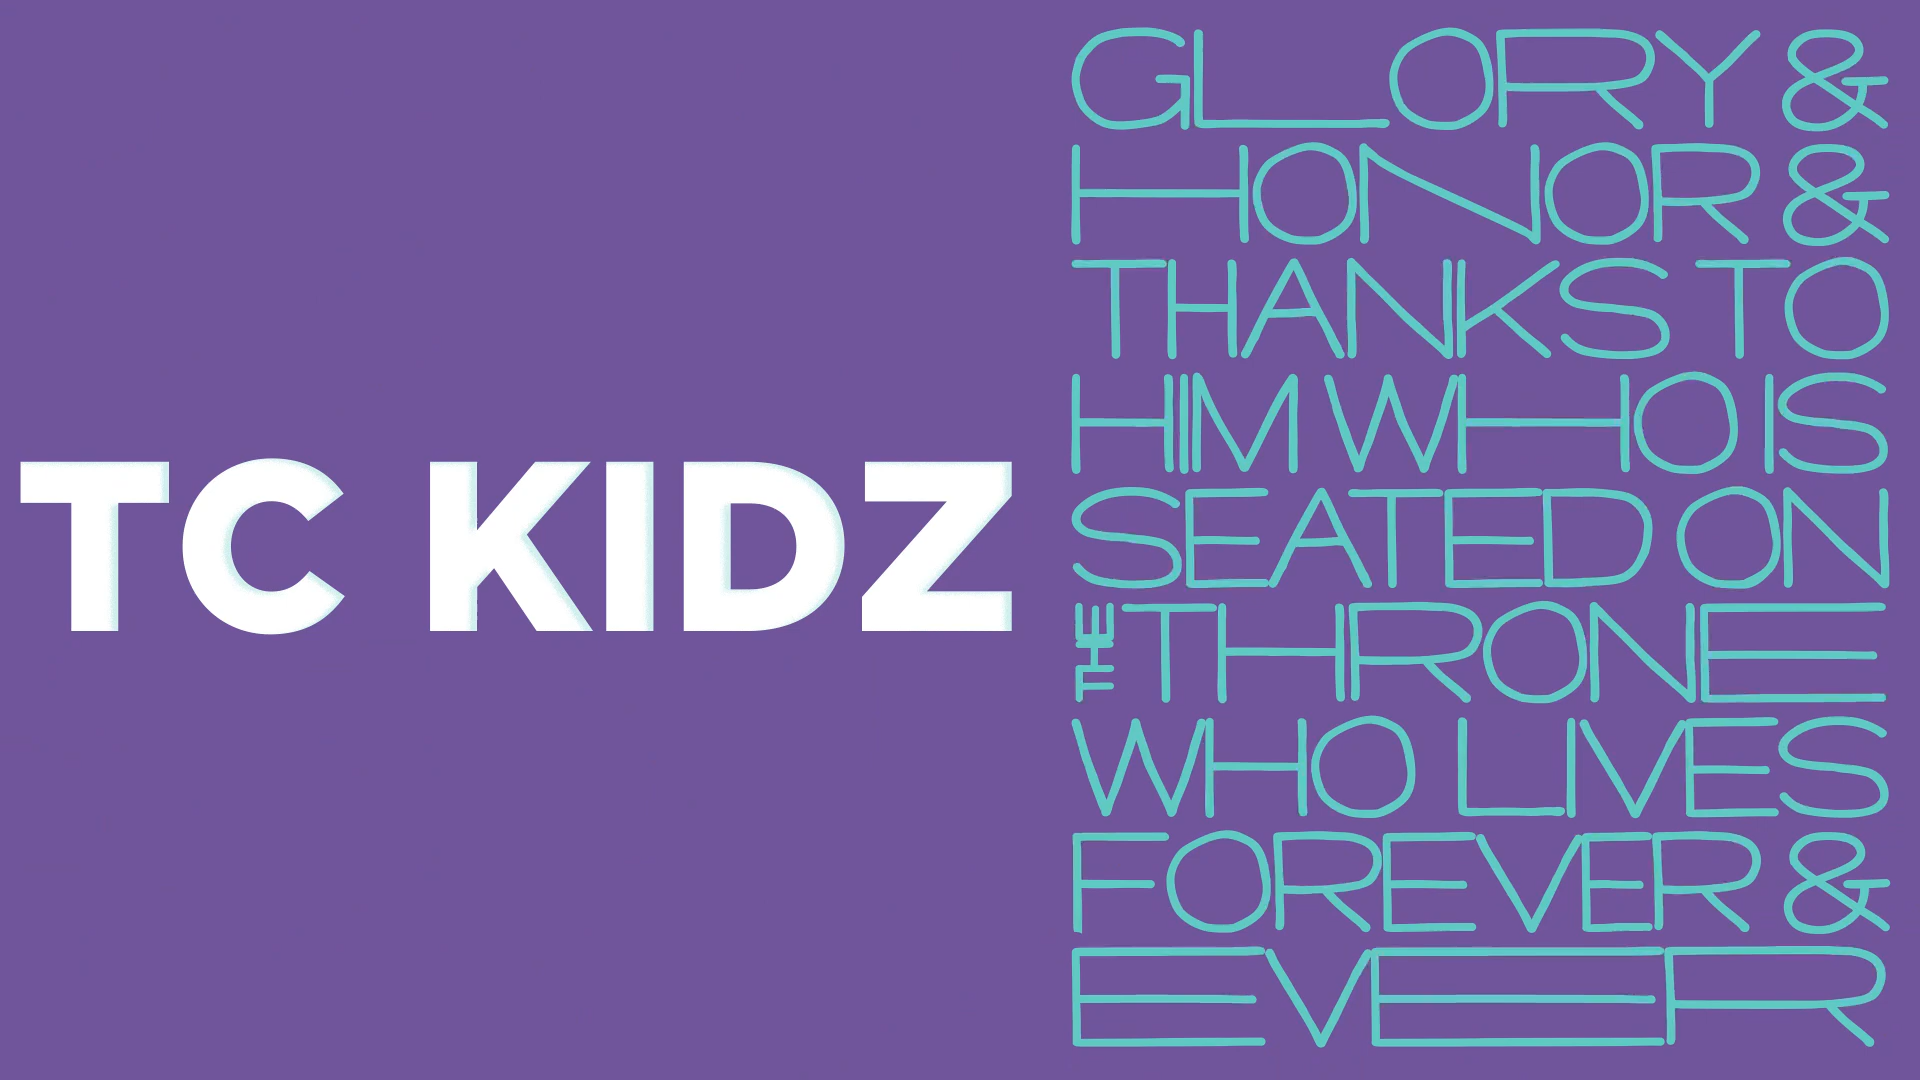 TC KIDZ
GLORY &
HONOR &
THANKS TO
HIM WHO IS
SEATED ON
THE THRONE
WHO LIVES
FOREVER &
EVER